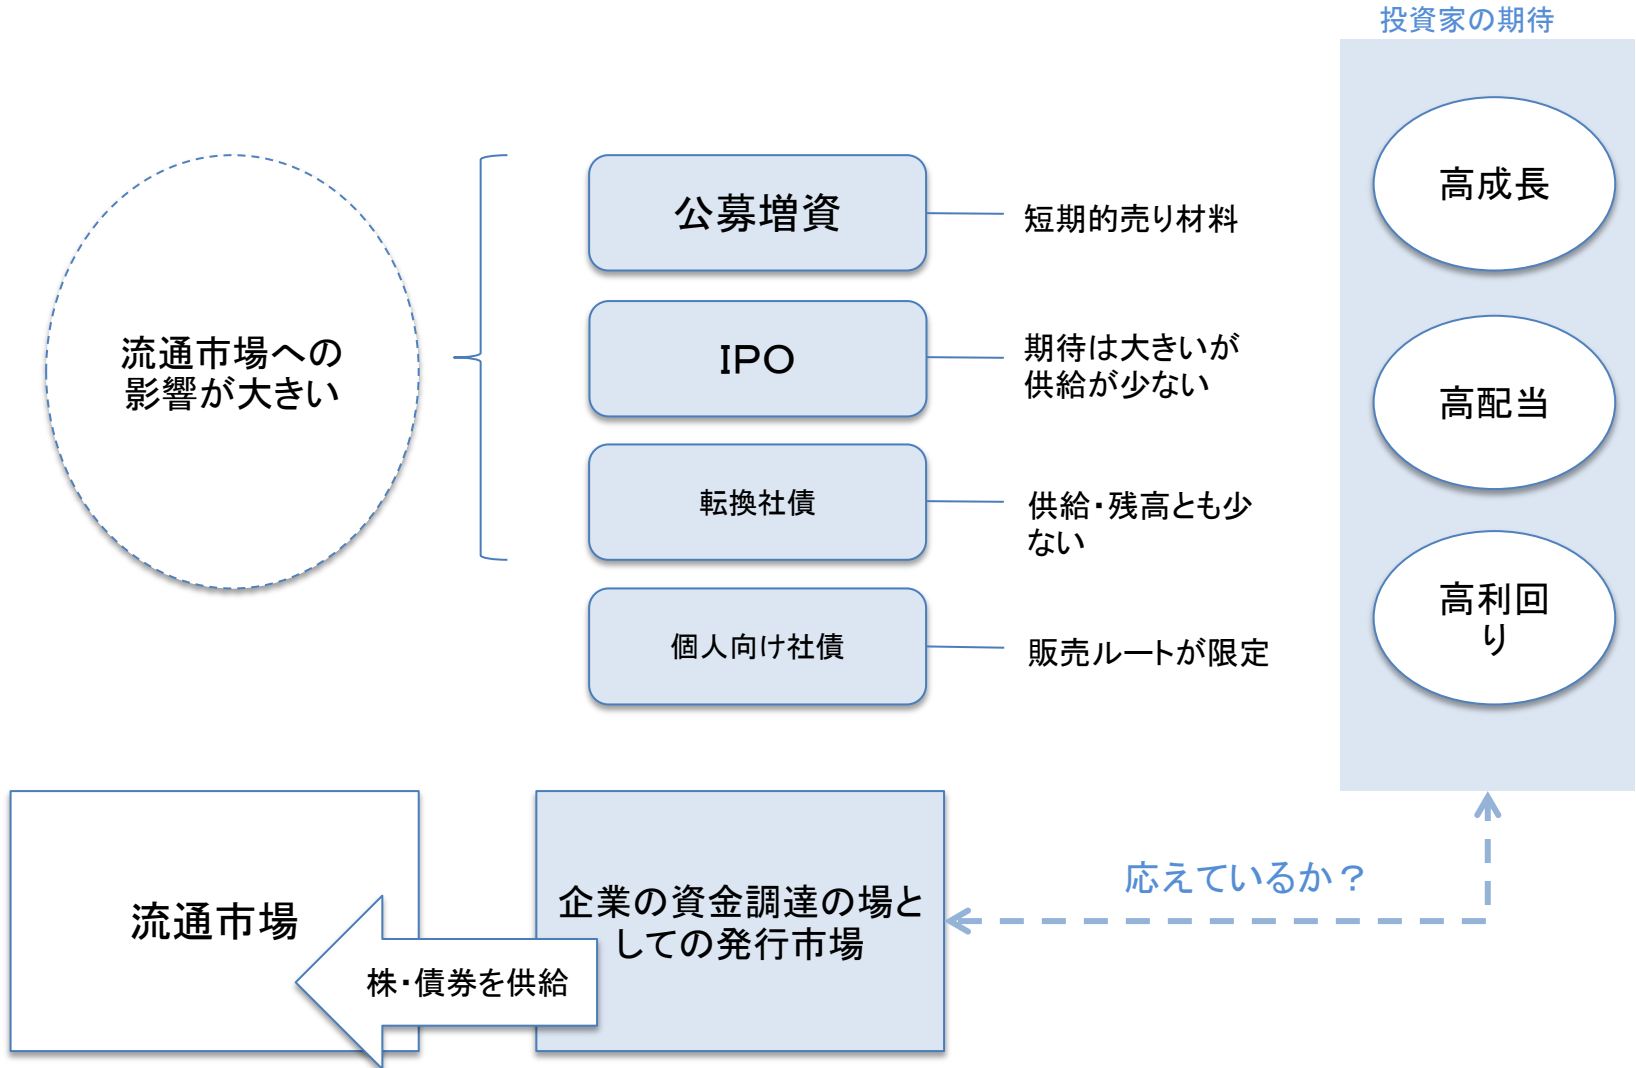 投資家の期待
流通市場への
影響が大きい
公募増資
短期的売り材料
IPO
期待は大きいが
供給が少ない
転換社債
供給・残高とも少
ない
個人向け社債
販売ルートが限定
高成長
高配当
高利回
り
流通市場
株・債券を供給
企業の資金調達の場と
しての発行市場
応えているか？